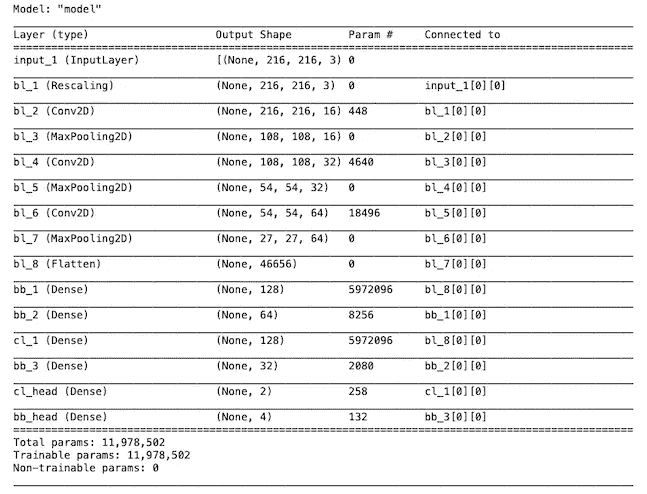 Model: "model"
Layer (type) Output Shape Param # Connected to
input_1 (InputLayer) [(None, 216, 216, 3) 0
bl_1 (Rescaling) (None, 216, 216, 3) 0 input_1[0][0]
bl_2 (Conv2D) (None, 216, 216, 16) 448 bl_1[0][0]
bl_3 (MaxPooling2D) (None, 108, 108, 16) 0 bl_2[0][0]
bl_4 (Conv2D) (None, 108, 108, 32) 4640 bl_3[0][0]
bl_5 (MaxPooling2D) (None, 54, 54, 32) 0 bl_4[0][0]
bl_6 (Conv2D) (None, 54, 54, 64) 18496 bl_5[0][0]
bl_7 (MaxPooling2D) (None, 27, 27, 64) 0 bl_6[0][0]
bl_8 (Flatten) (None, 46656) 0 bl_7[0][0]
bb_1 (Dense) (None, 128) 5972096 bl_8[0][0]
bb_2 (Dense) (None, 64) 8256 bb_1[0][0]
cl_1 (Dense) (None, 128) 5972096 bl_8[0][0]
bb_3 (Dense) (None, 32) 2080 bb_2[0][0]
cl_head (Dense) (None, 2) 258 cl_1[0][0]
bb_head (Dense) (None, 4) 132 bb_3[0][0]
Total params: 11,978,502
Trainable params: 11,978,502
Non-trainable params: 0